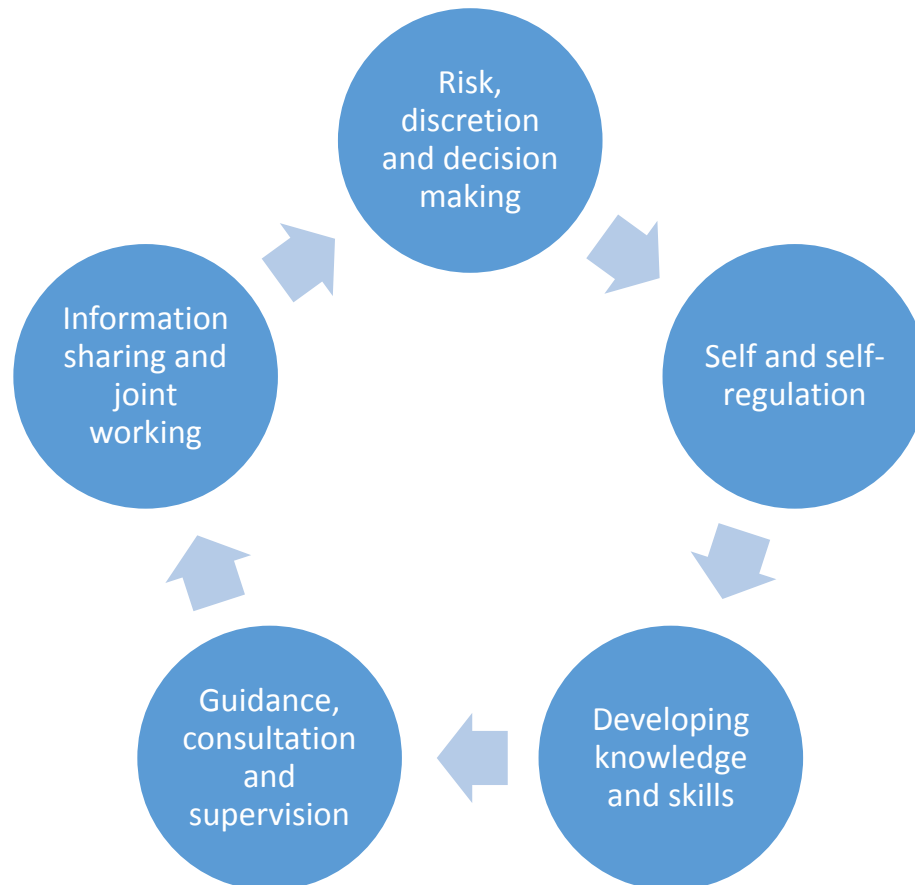 Risk,
discretion
and decision
making
Self and self-
regulation
Developing
knowledge
and skills
Guidance,
consultation
and
supervision
Information
sharing and
joint
working